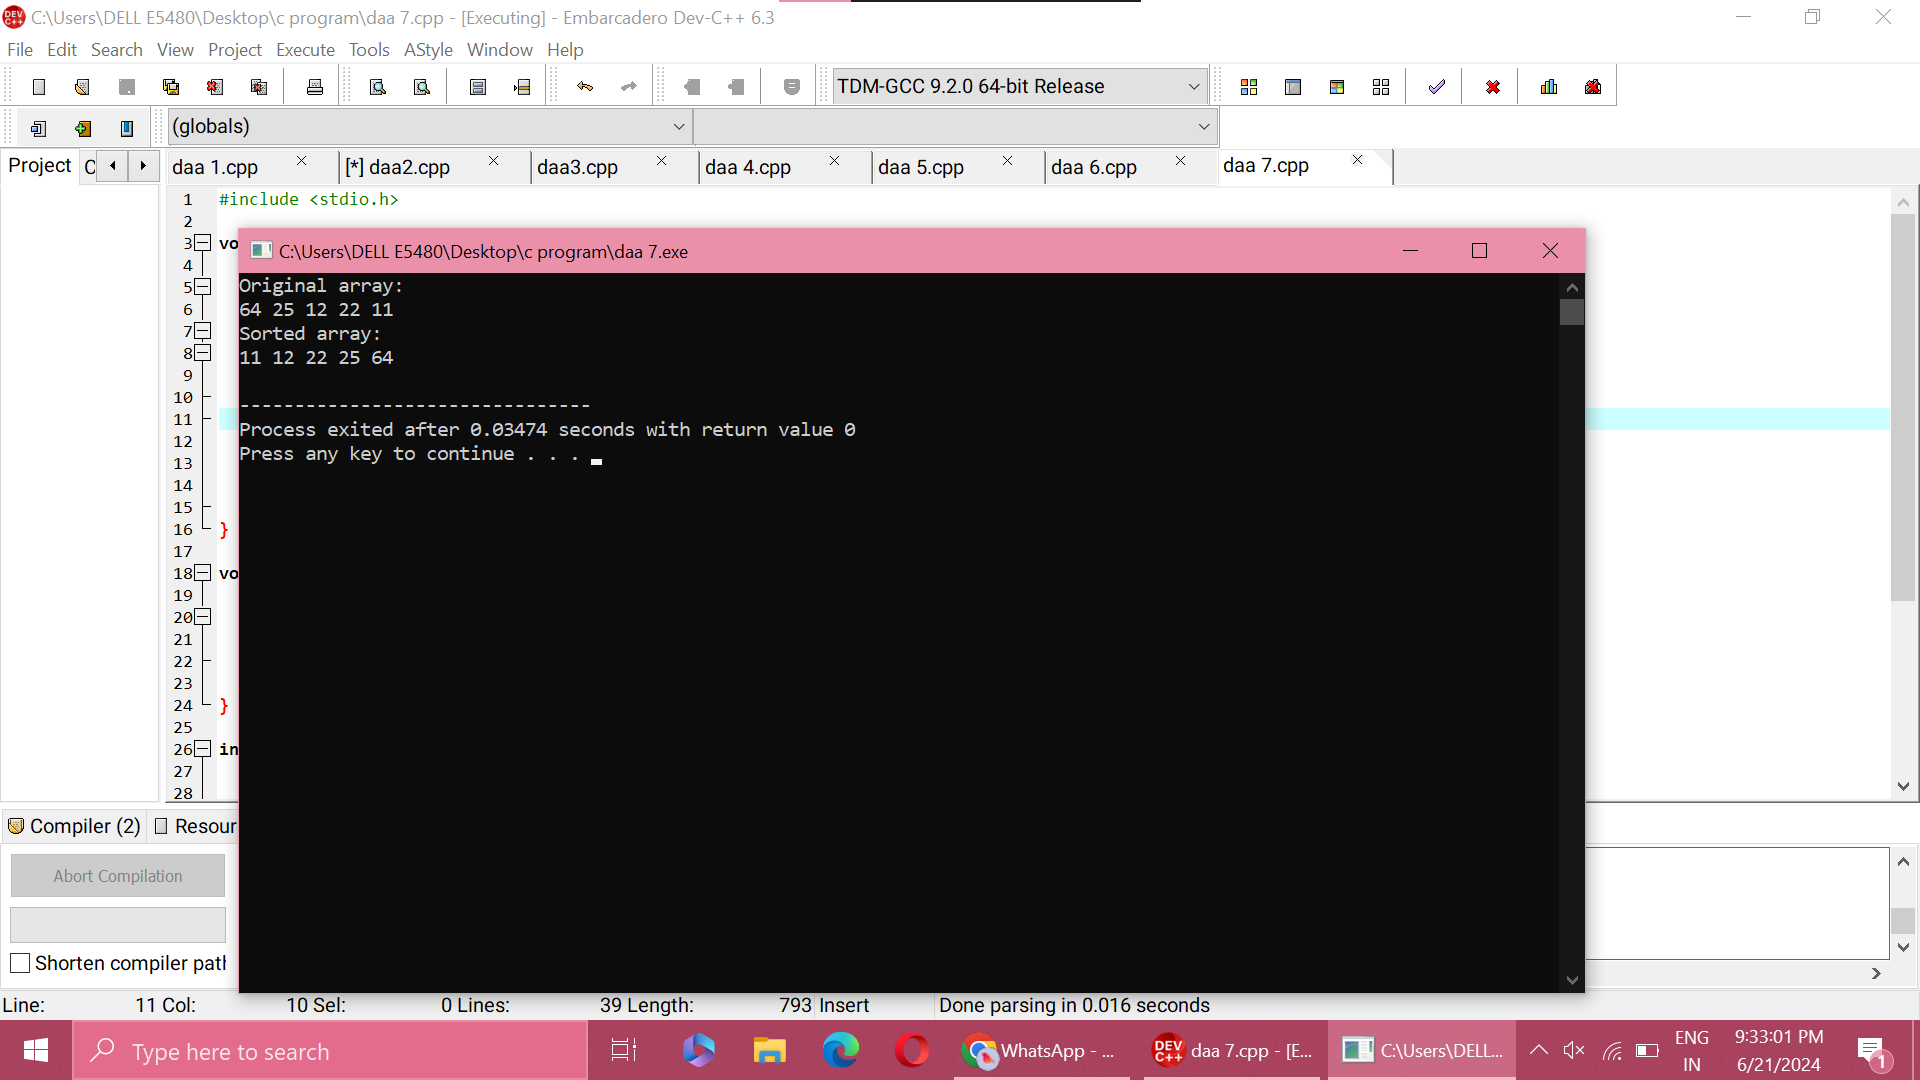 C:\Users\DELL E5480\Desktop\c program\daa 7.cpp - [Executing] - Embarcadero Dev-C++ 6.3
File Edit Search View Project Execute Tools AStyle Window Help
TDM-GCC 9.2.0 64-bit Release
(globals)
Project C daa 1.cpp [*] daa2.cpp daa3.cpp daa 4.cpp daa 5.cpp daa 6.cpp daa 7.cpp
1 #include <stdio.h>
2
3 vo
4
5
6
7
8
9
10
11
12
13
14
15
16 }
17
18 vo
19
20
21
22
23
24 }
25
26 in
27
28
C:\Users\DELL E5480\Desktop\c program\daa 7.exe
Original array:
64 25 12 22 11
Sorted array:
11 12 22 25 64
--------------------------------
Process exited after 0.03474 seconds with return value 0
Press any key to continue . . .
Compiler (2) Resour
Abort Compilation
Shorten compiler path
Line: 11 Col: 10 Sel: 0 Lines: 39 Length: 793 Insert Done parsing in 0.016 seconds
Type here to search
WhatsApp - ...
DEV C++ daa 7.cpp - [E...
C:\Users\DELL...
ENG
IN
9:33:01 PM
6/21/2024
1